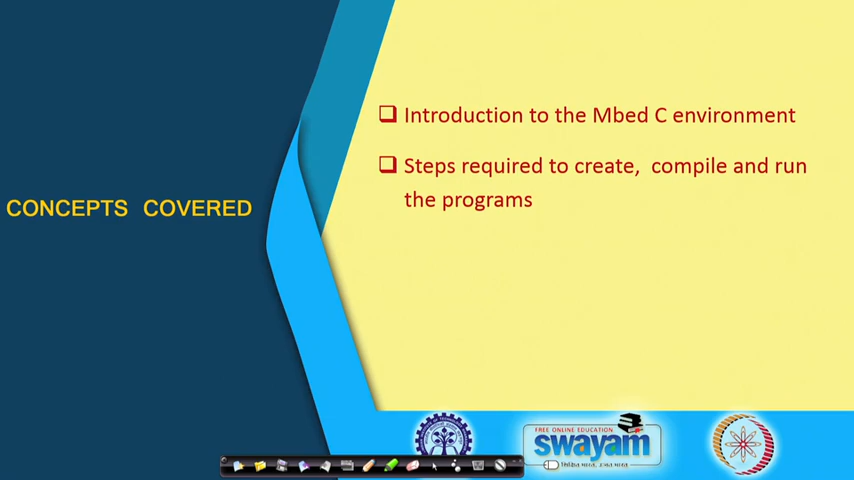 CONCEPTS COVERED
Introduction to the Mbed C environment
Steps required to create, compile and run
the programs
FREE ONLINE EDUCATION
swayam